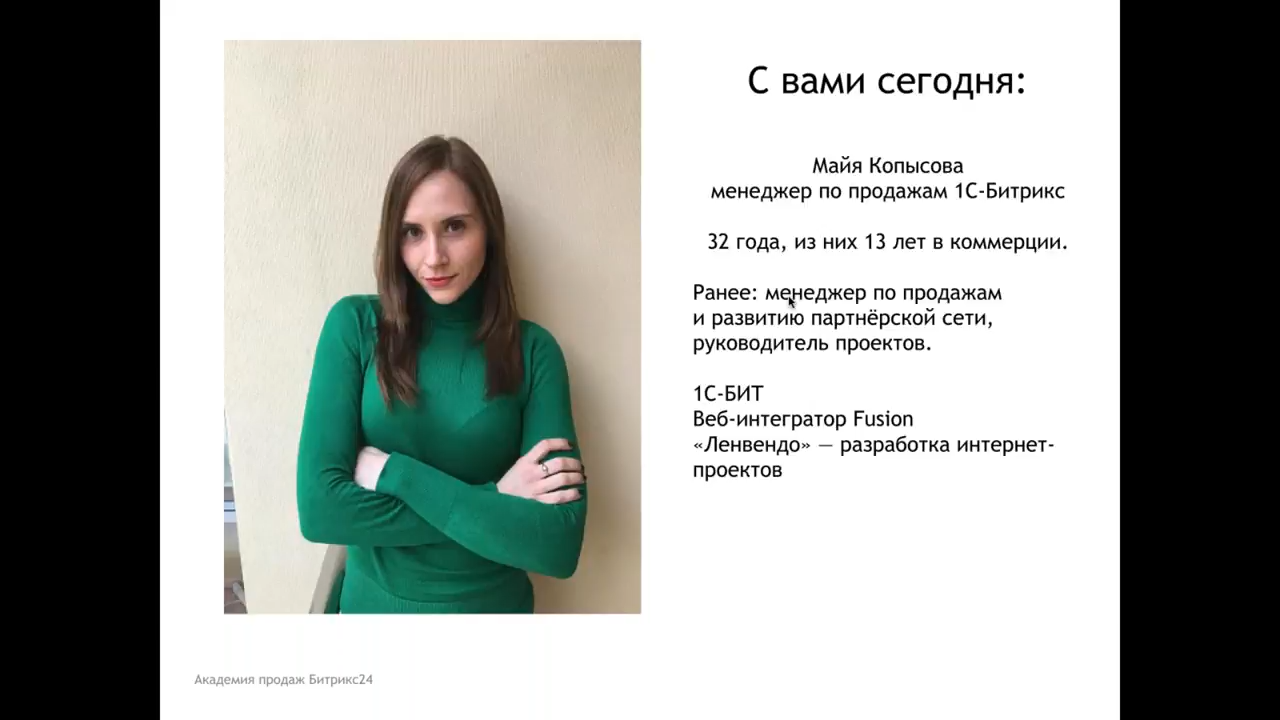 С вами сегодня:
Майя Копысова
менеджер по продажам 1С-Битрикс
32 года, из них 13 лет в коммерции.
Ранее: менеджер по продажам
и развитию партнёрской сети,
руководитель проектов.
1С-БИТ
Веб-интегратор Fusion
«Ленвендо» — разработка интернет-
проектов
Академия продаж Битрикс24